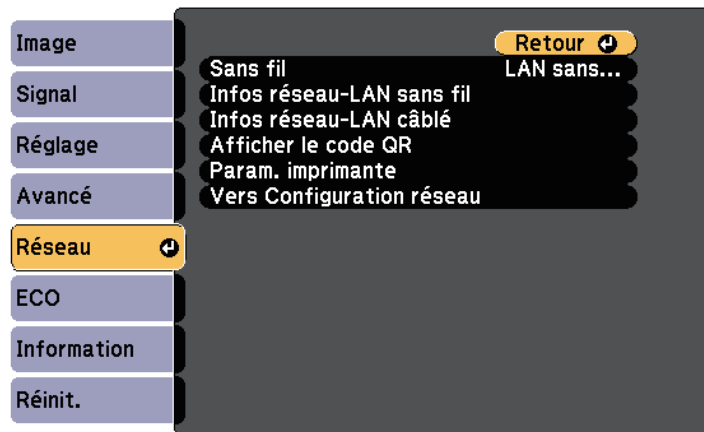 Image
Signal
Réglage
Avancé
Réseau
ECO
Information
Réinit.
Retour
Sans fil LAN sans...
Infos réseau-LAN sans fil
Infos réseau-LAN câblé
Afficher le code QR
Param. imprimante
Vers Configuration réseau